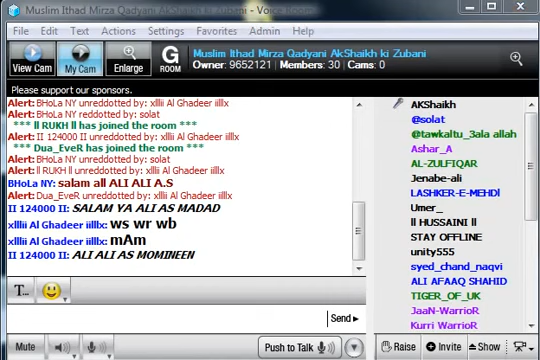 Muslim Ithad Mirza Qadyani AkShaikh ki Zubani - Voice Room
File Edit Text Actions Settings Favorites Admin Help
View Cam
My Cam
Enlarge
G
ROOM
Muslim Ithad Mirza Qadyani AkShaikh ki Zubani
Owner: 9652121 | Members: 30 | Cams: 0
Please support our sponsors.
Alert: BHoLa NY unreddotted by: xlllii Al Ghadeer iilllx
Alert: BHoLa NY reddotted by: solat
*** ll RUKH ll has joined the room ***
Alert: II 124000 II unreddotted by: xlllii Al Ghadeer iilllx
*** Dua_EveR has joined the room ***
Alert: BHoLa NY unreddotted by: solat
Alert: ll RUKH ll unreddotted by: xlllii Al Ghadeer iilllx
BHoLa NY: salam all ALI ALI A.S
Alert: Dua_EveR unreddotted by: xlllii Al Ghadeer iilllx
II 124000 II: SALAM YA ALI AS MADAD
xlllii Al Ghadeer iilllx: ws wr wb
xlllii Al Ghadeer iilllx: mAm
II 124000 II: ALI ALI AS MOMINEEN
AKShaikh
@solat
@tawkaltu_3ala allah
Ashar_A
AL-ZULFIQAR
Jenabe-ali
LASHKER-E-MEHDI
Umer_
ll HUSSAINI ll
STAY OFFLINE
unity555
syed_chand_naqvi
ALI AFAAQ SHAHID
TIGER_OF_UK
JaaN-WarrioR
Kurri WarrioR
T...
Send
Mute
Push to Talk
Raise
Invite
Show